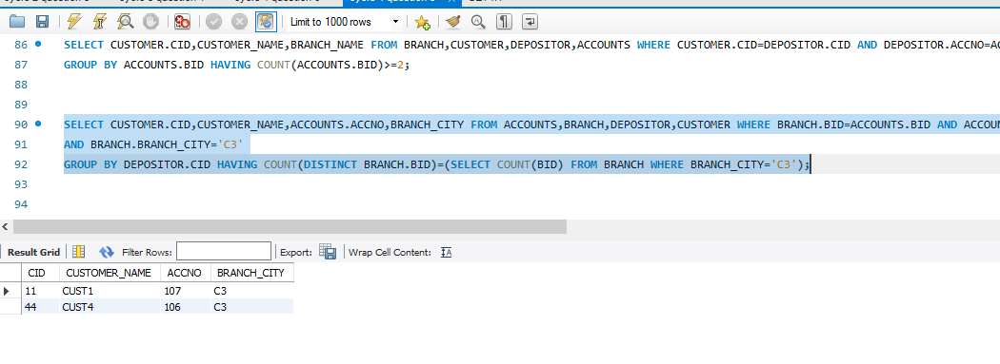 Limit to 1000 rows
86 SELECT CUSTOMER.CID,CUSTOMER_NAME,BRANCH_NAME FROM BRANCH,CUSTOMER,DEPOSITOR,ACCOUNTS WHERE CUSTOMER.CID=DEPOSITOR.CID AND DEPOSITOR.ACCNO=AC
87 GROUP BY ACCOUNTS.BID HAVING COUNT(ACCOUNTS.BID)>=2;
88
89
90 SELECT CUSTOMER.CID,CUSTOMER_NAME,ACCOUNTS.ACCNO,BRANCH_CITY FROM ACCOUNTS,BRANCH,DEPOSITOR,CUSTOMER WHERE BRANCH.BID=ACCOUNTS.BID AND ACCOUN
91 AND BRANCH.BRANCH_CITY='C3'
92 GROUP BY DEPOSITOR.CID HAVING COUNT(DISTINCT BRANCH.BID)=(SELECT COUNT(BID) FROM BRANCH WHERE BRANCH_CITY='C3');
93
94
Result Grid Filter Rows: Export: Wrap Cell Content:
CID CUSTOMER_NAME ACCNO BRANCH_CITY
11 CUST1 107 C3
44 CUST4 106 C3